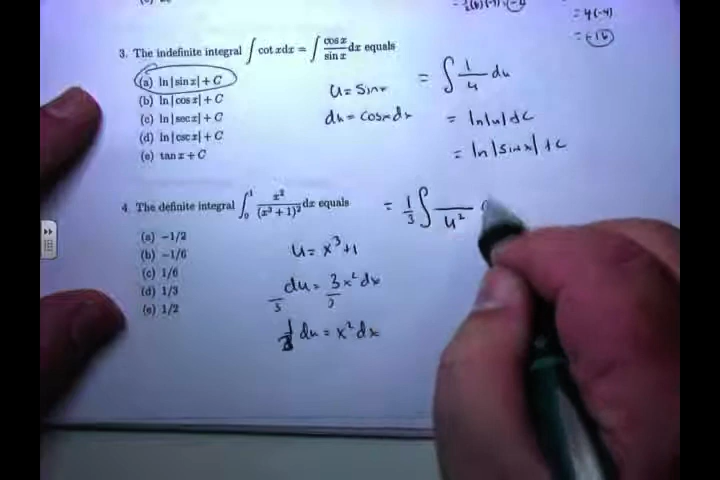 = 4(-4)
= -16
3. The indefinite integral ∫ cot x dx = ∫ cos x / sin x dx equals
(a) ln|sin x| + C
(b) ln|cos x| + C
(c) ln|sec x| + C
(d) ln|csc x| + C
(e) tan x + C
u = sin x
du = cos x dx
= ∫ 1/u du
= ln|u| + C
= ln|sin x| + C
4. The definite integral ∫₀¹ x²/(x³+1)² dx equals
(a) −1/2
(b) −1/6
(c) 1/6
(d) 1/3
(e) 1/2
u = x³+1
du/3 = 3x²dx/3
1/3 du = x² dx
= 1/3 ∫ —/u²